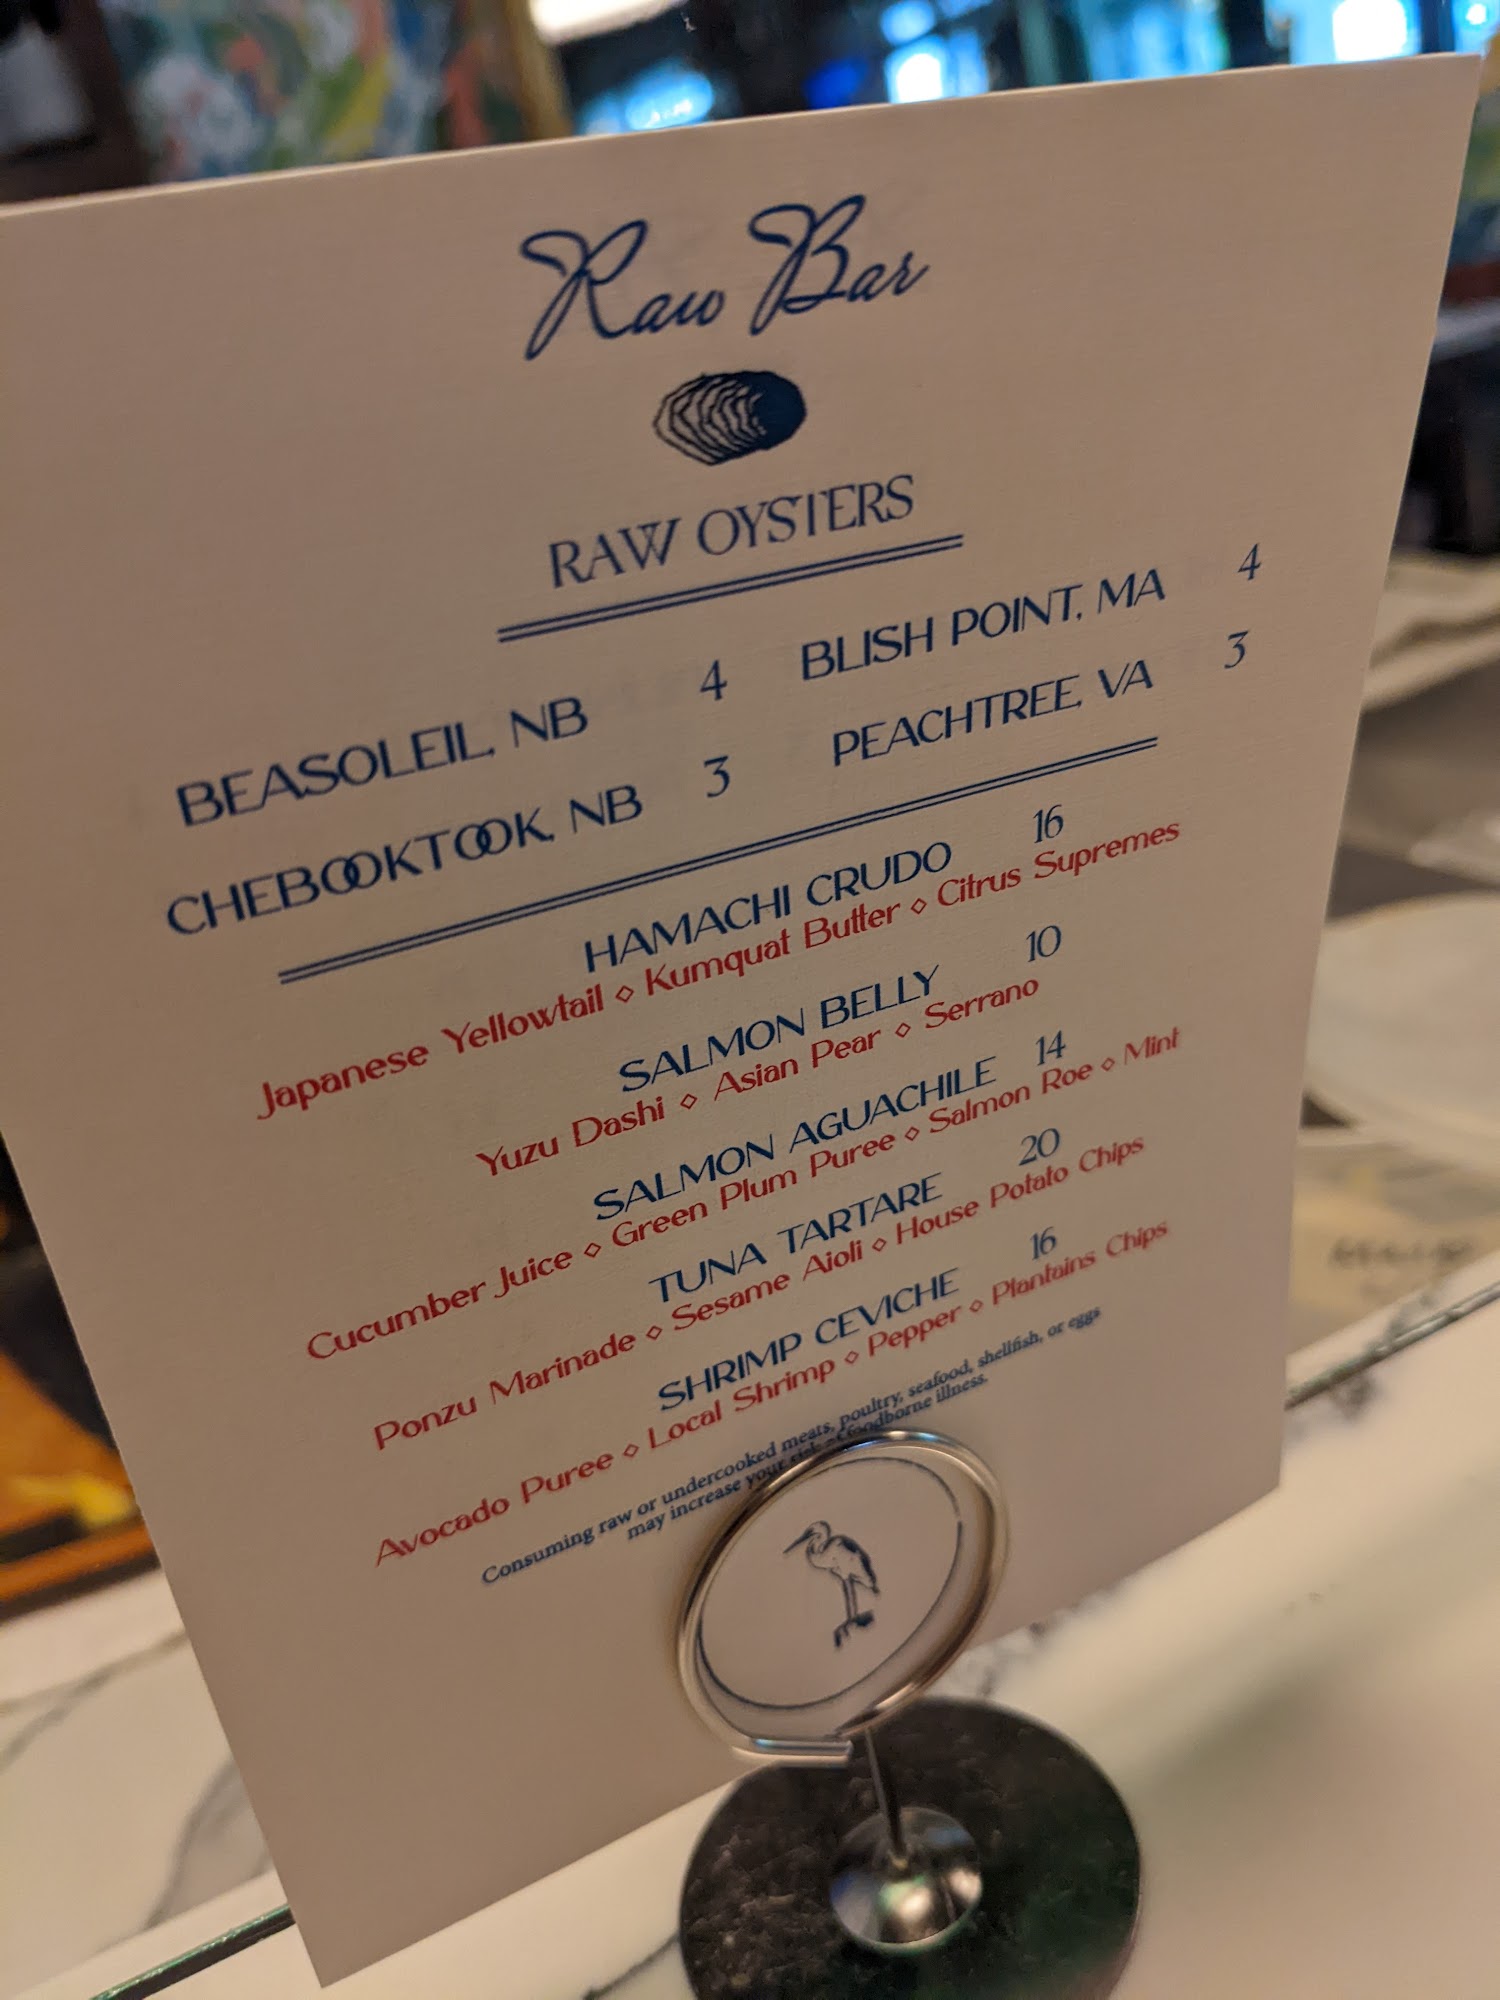 Raw Bar
RAW OYSTERS
BEASOLEIL, NB 4 BLISH POINT, MA 4
CHEBOOKTOOK, NB 3 PEACHTREE, VA 3
HAMACHI CRUDO 16
Japanese Yellowtail ⋄ Kumquat Butter ⋄ Citrus Supremes
SALMON BELLY 10
Yuzu Dashi ⋄ Asian Pear ⋄ Serrano
SALMON AGUACHILE 14
Cucumber Juice ⋄ Green Plum Puree ⋄ Salmon Roe ⋄ Mint
TUNA TARTARE 20
Ponzu Marinade ⋄ Sesame Aioli ⋄ House Potato Chips
SHRIMP CEVICHE 16
Avocado Puree ⋄ Local Shrimp ⋄ Pepper ⋄ Plantains Chips
Consuming raw or undercooked meats, poultry, seafood, shellfish, or eggs
may increase your risk of foodborne illness.